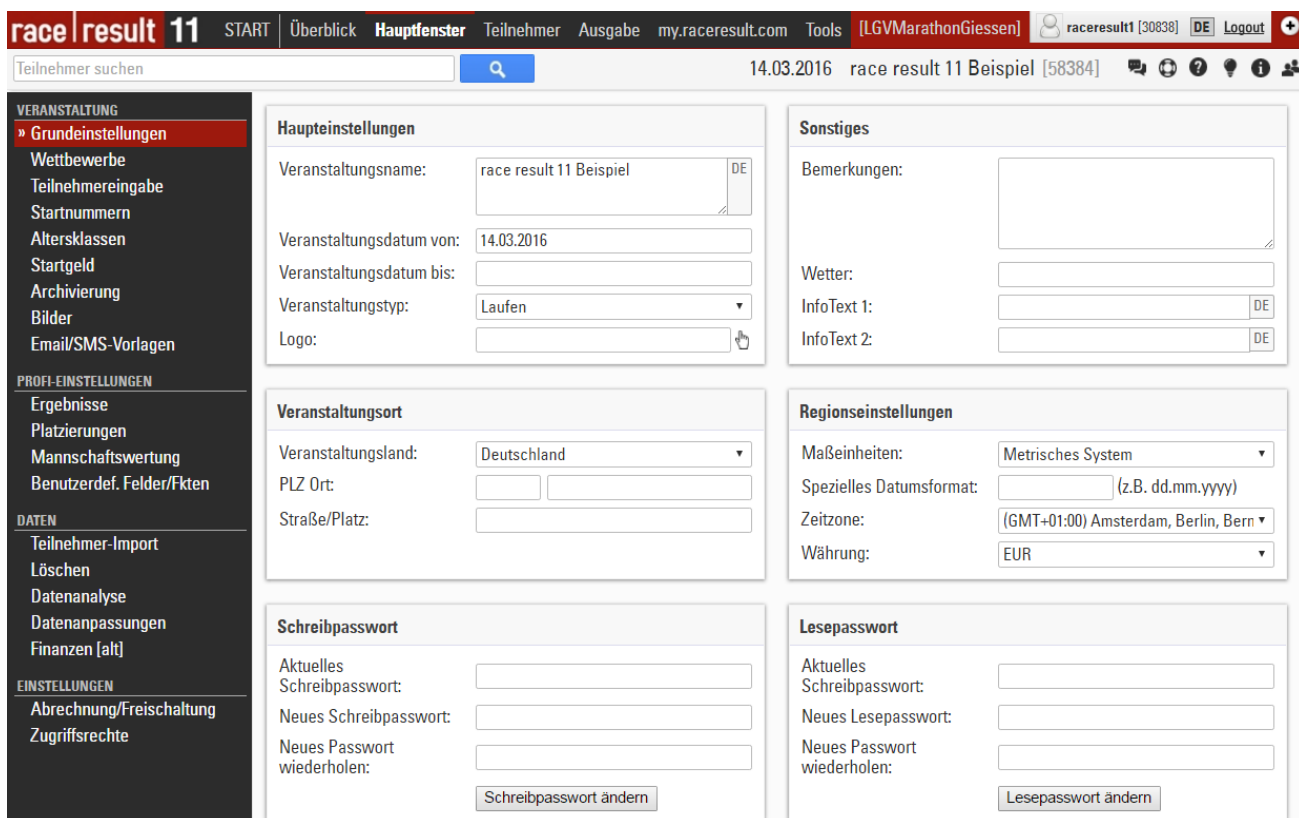 race|result 11 START Überblick Hauptfenster Teilnehmer Ausgabe my.raceresult.com Tools [LGVMarathonGiessen] raceresult1 [30838] DE Logout
Teilnehmer suchen 14.03.2016 race result 11 Beispiel [58384]
VERANSTALTUNG
» Grundeinstellungen
Wettbewerbe
Teilnehmereingabe
Startnummern
Altersklassen
Startgeld
Archivierung
Bilder
Email/SMS-Vorlagen
PROFI-EINSTELLUNGEN
Ergebnisse
Platzierungen
Mannschaftswertung
Benutzerdef. Felder/Fkten
DATEN
Teilnehmer-Import
Löschen
Datenanalyse
Datenanpassungen
Finanzen [alt]
EINSTELLUNGEN
Abrechnung/Freischaltung
Zugriffsrechte
Haupteinstellungen
Veranstaltungsname: race result 11 Beispiel DE
Veranstaltungsdatum von: 14.03.2016
Veranstaltungsdatum bis:
Veranstaltungstyp: Laufen
Logo:
Sonstiges
Bemerkungen:
Wetter:
InfoText 1: DE
InfoText 2: DE
Veranstaltungsort
Veranstaltungsland: Deutschland
PLZ Ort:
Straße/Platz:
Regionseinstellungen
Maßeinheiten: Metrisches System
Spezielles Datumsformat: (z.B. dd.mm.yyyy)
Zeitzone: (GMT+01:00) Amsterdam, Berlin, Bern
Währung: EUR
Schreibpasswort
Aktuelles
Schreibpasswort:
Neues Schreibpasswort:
Neues Passwort
wiederholen:
Schreibpasswort ändern
Lesepasswort
Aktuelles
Schreibpasswort:
Neues Lesepasswort:
Neues Passwort
wiederholen:
Lesepasswort ändern